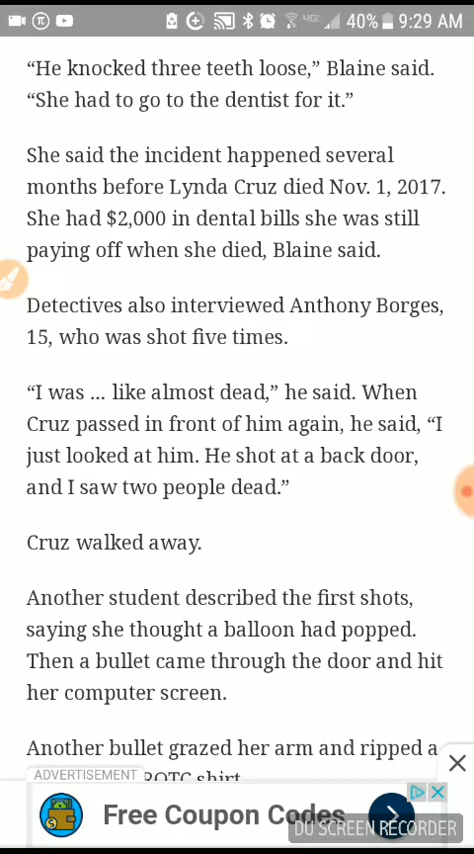 40% 9:29 AM
“He knocked three teeth loose,” Blaine said.
“She had to go to the dentist for it.”
She said the incident happened several
months before Lynda Cruz died Nov. 1, 2017.
She had $2,000 in dental bills she was still
paying off when she died, Blaine said.
Detectives also interviewed Anthony Borges,
15, who was shot five times.
“I was ... like almost dead,” he said. When
Cruz passed in front of him again, he said, “I
just looked at him. He shot at a back door,
and I saw two people dead.”
Cruz walked away.
Another student described the first shots,
saying she thought a balloon had popped.
Then a bullet came through the door and hit
her computer screen.
Another bullet grazed her arm and ripped a
ADVERTISEMENT ROTC shirt
Free Coupon Codes
DU SCREEN RECORDER